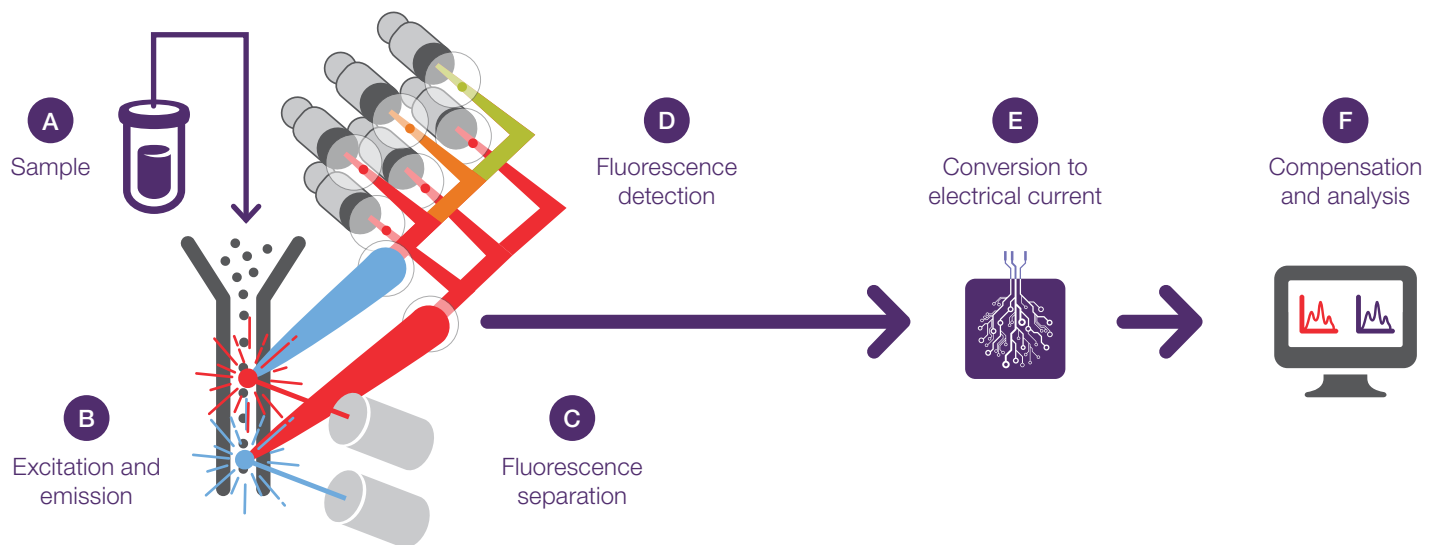 A
Sample
B
Excitation and
emission
C
Fluorescence
separation
D
Fluorescence
detection
E
Conversion to
electrical current
F
Compensation
and analysis